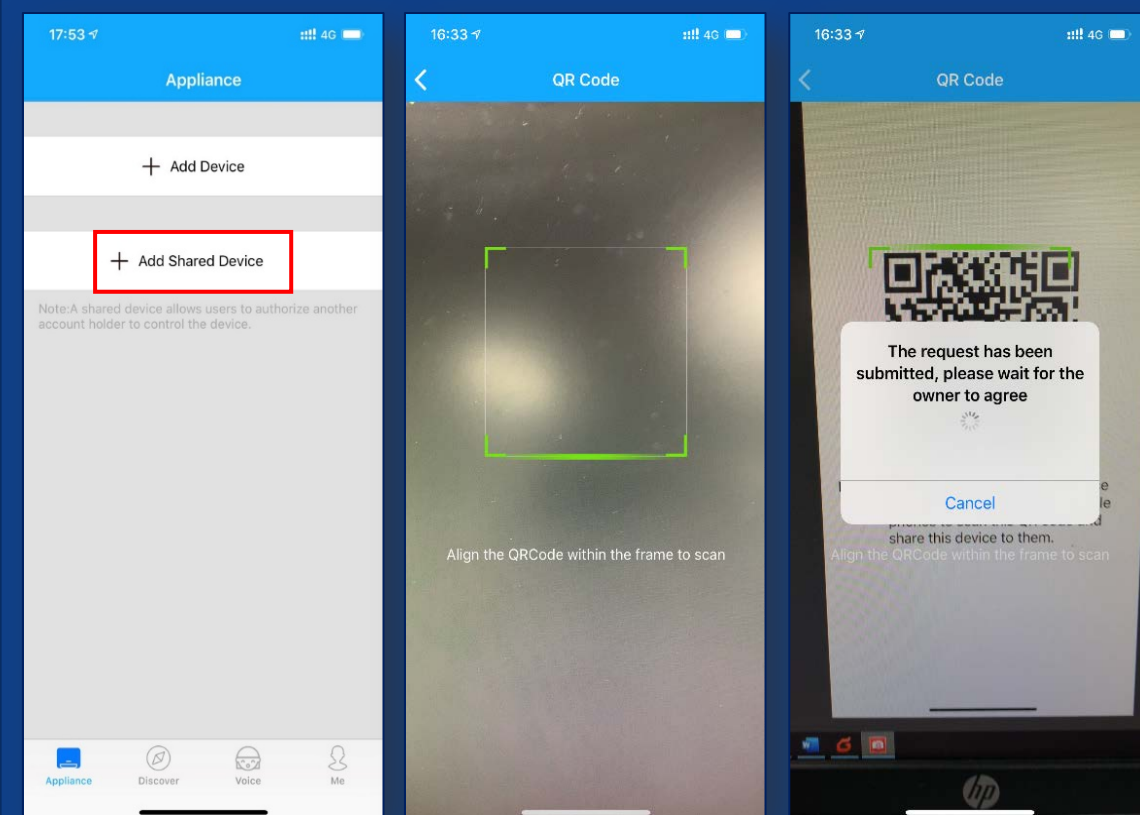 17:53
4G
Appliance
Add Device
Add Shared Device
Note:A shared device allows users to authorize another
account holder to control the device.
Appliance
Discover
Voice
Me
16:33
4G
QR Code
Align the QRCode within the frame to scan
16:33
4G
QR Code
The request has been
submitted, please wait for the
owner to agree
Cancel
share this device to them.
Align the QRCode within the frame to scan
hp